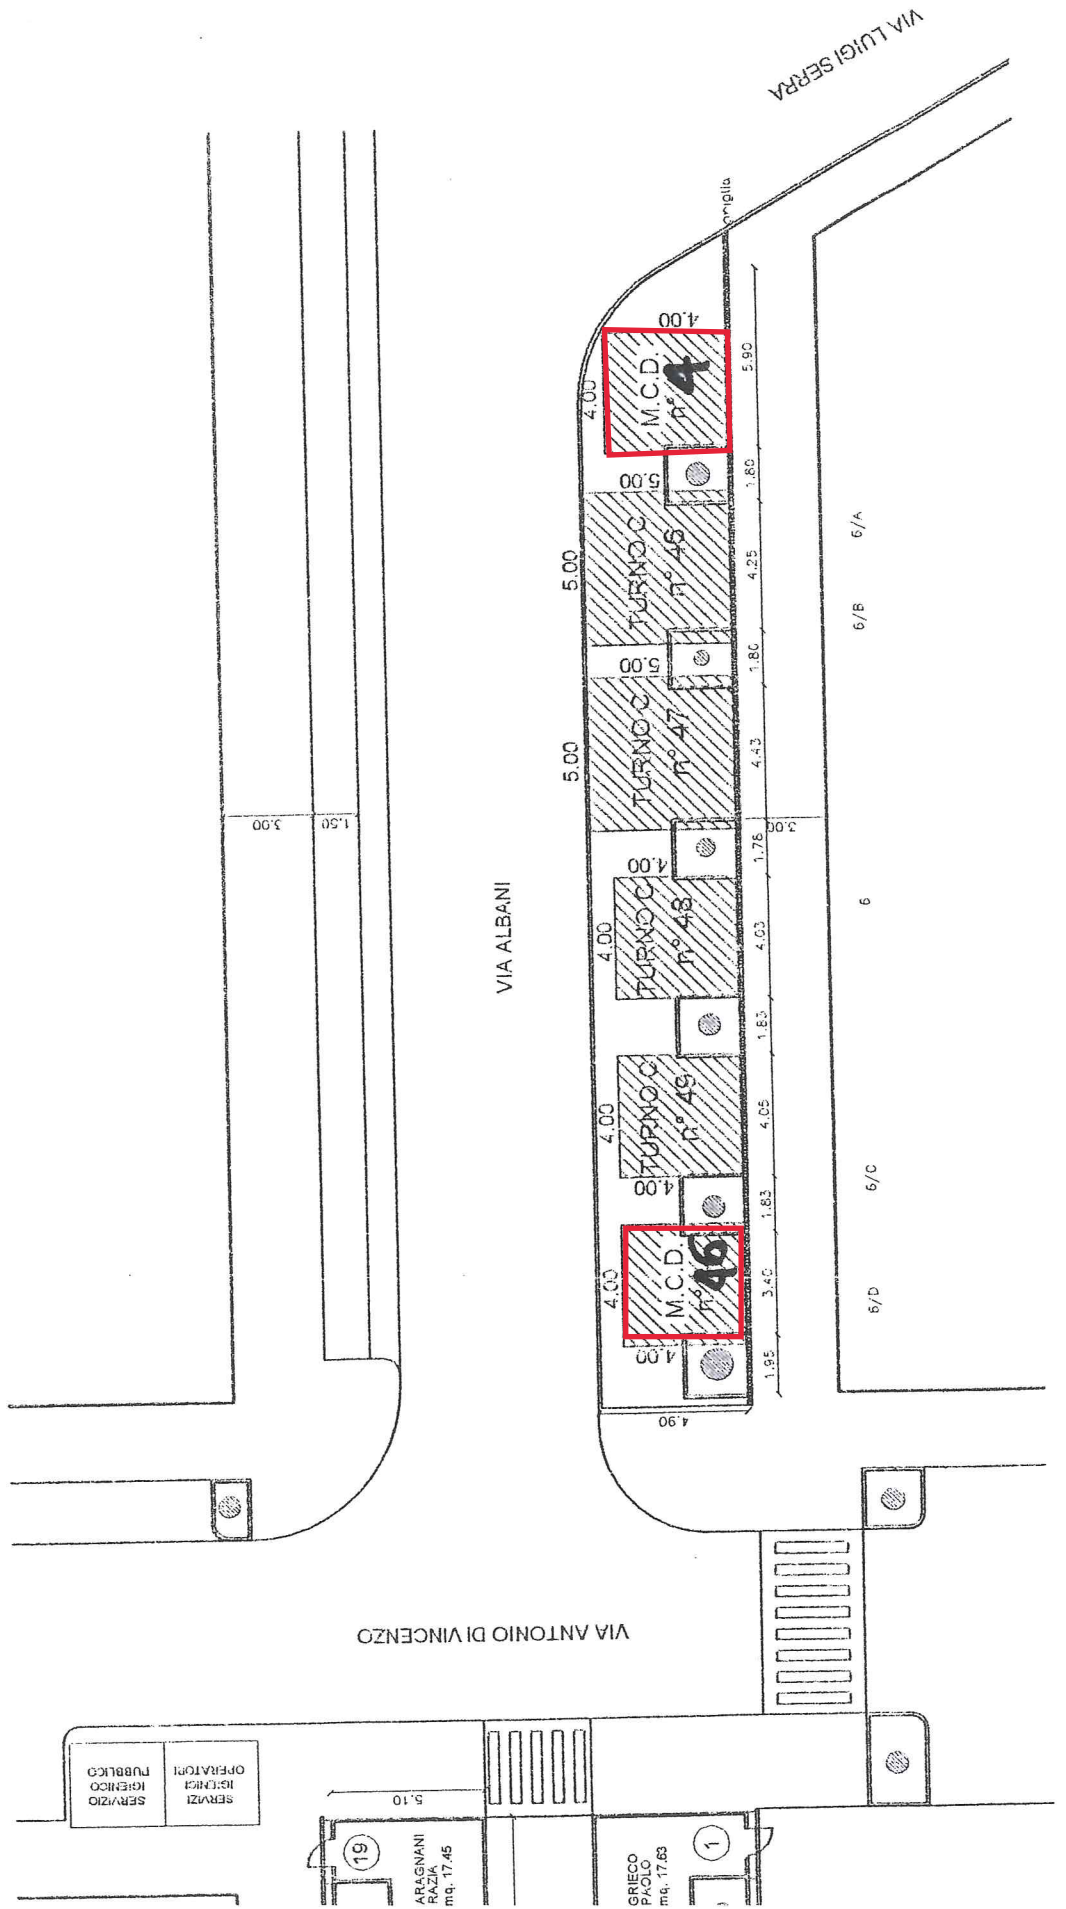 VIA LUIGI SERRA
4.00
4.00
M.C.D.
n° 4
5.90
1.80
5.00
5.00
TURNO C
n° 46
4.25
6/A
6/B
1.80
5.00
5.00
TURNO C
n° 47
4.43
3.00
1.50
3.00
1.78
VIA ALBANI
4.00
4.00
TURNO C
n° 48
4.03
6
1.83
4.00
TURNO C
n° 49
4.05
4.00
1.83
6/C
4.00
M.C.D.
n° 46
3.40
6/D
4.00
1.95
4.90
VIA ANTONIO DI VINCENZO
SERVIZIO
IGIENICO
PUBBLICO
SERVIZI
IGIENICI
OPERATORI
5.10
19
ARAGNANI
RAZIA
mq. 17.45
GRIECO
PAOLO
mq. 17.63
1